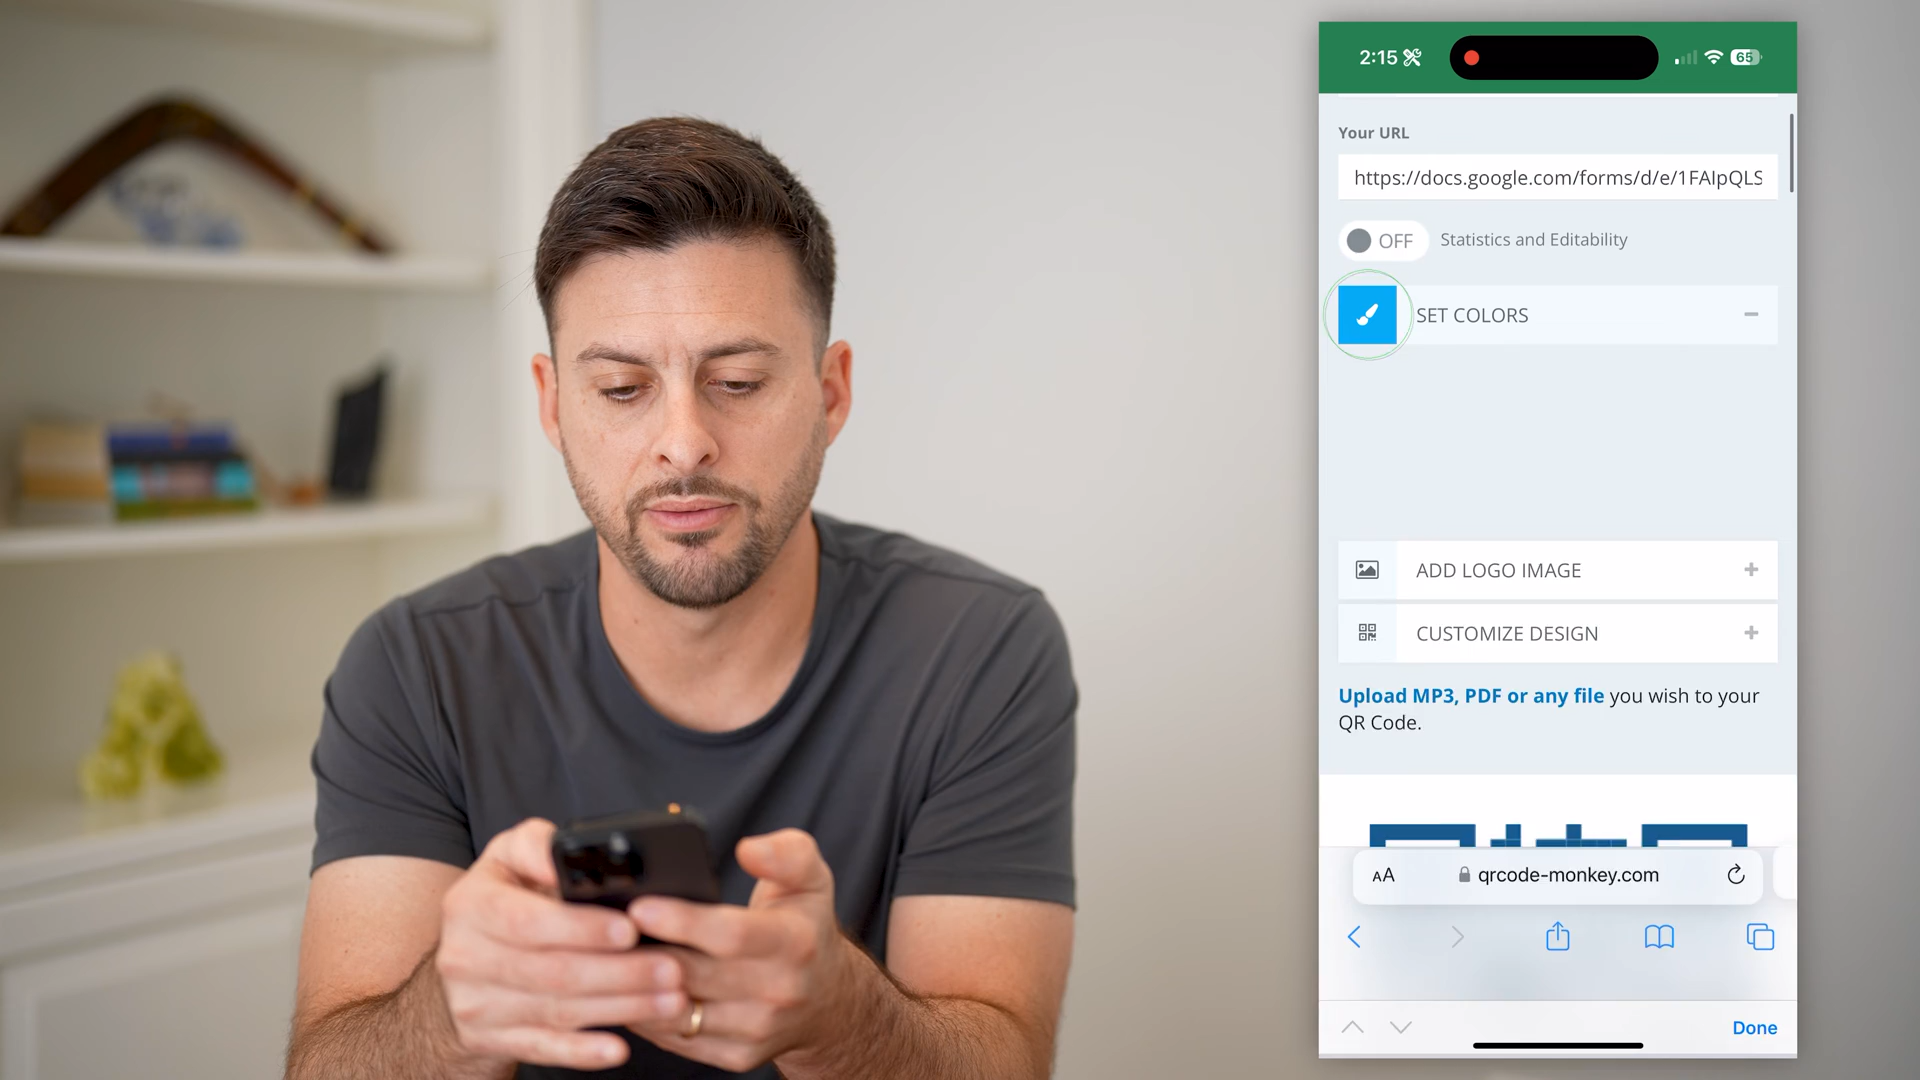 2:15
65
Your URL
https://docs.google.com/forms/d/e/1FAIpQLS
OFF Statistics and Editability
SET COLORS
ADD LOGO IMAGE
CUSTOMIZE DESIGN
Upload MP3, PDF or any file you wish to your
QR Code.
AA qrcode-monkey.com
Done